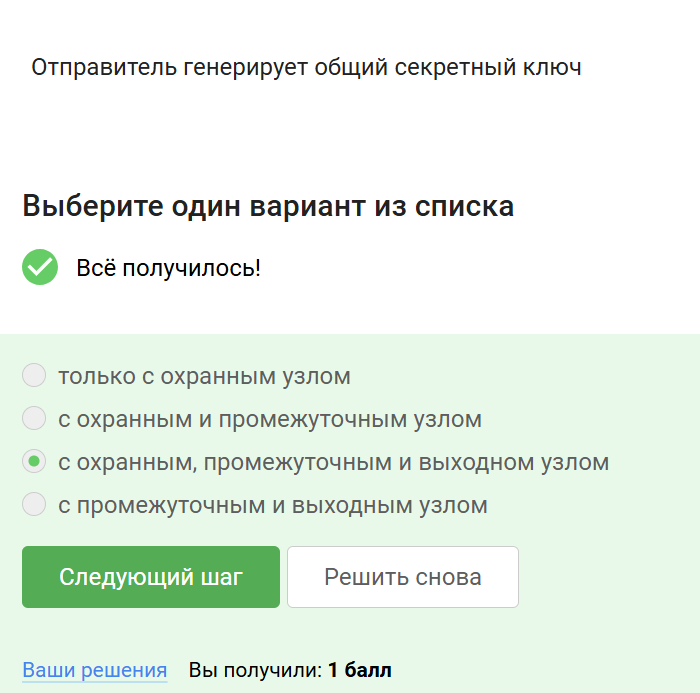 Отправитель генерирует общий секретный ключ
Выберите один вариант из списка
Всё получилось!
только с охранным узлом
с охранным и промежуточным узлом
с охранным, промежуточным и выходном узлом
с промежуточным и выходным узлом
Следующий шаг
Решить снова
Ваши решения Вы получили: 1 балл